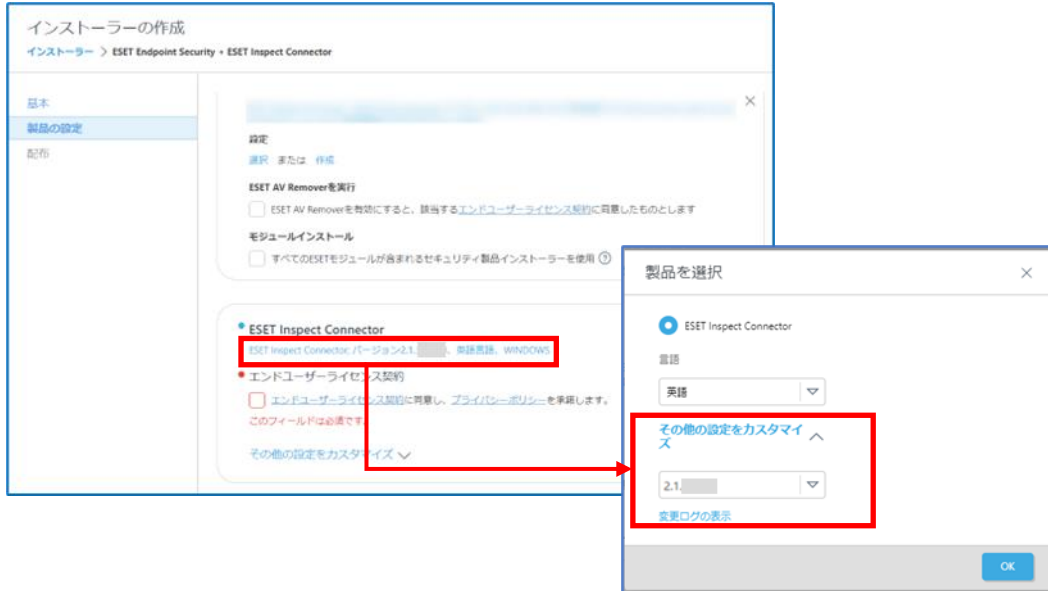 インストーラーの作成
インストーラー > ESET Endpoint Security + ESET Inspect Connector
基本
製品の設定
配布
設定
選択 または 作成
ESET AV Removerを実行
ESET AV Removerを有効にすると、該当するエンドユーザーライセンス契約に同意したものとします
モジュールインストール
すべてのESETモジュールが含まれるセキュリティ製品インストーラーを使用
ESET Inspect Connector
ESET Inspect Connector: バージョン2.1. 、英語言語、WINDOWS
エンドユーザーライセンス契約
エンドユーザーライセンス契約に同意し、プライバシーポリシーを承諾します。
このフィールドは必須です。
その他の設定をカスタマイズ
製品を選択
ESET Inspect Connector
言語
英語
その他の設定をカスタマイ
ズ
2.1.
変更ログの表示
OK